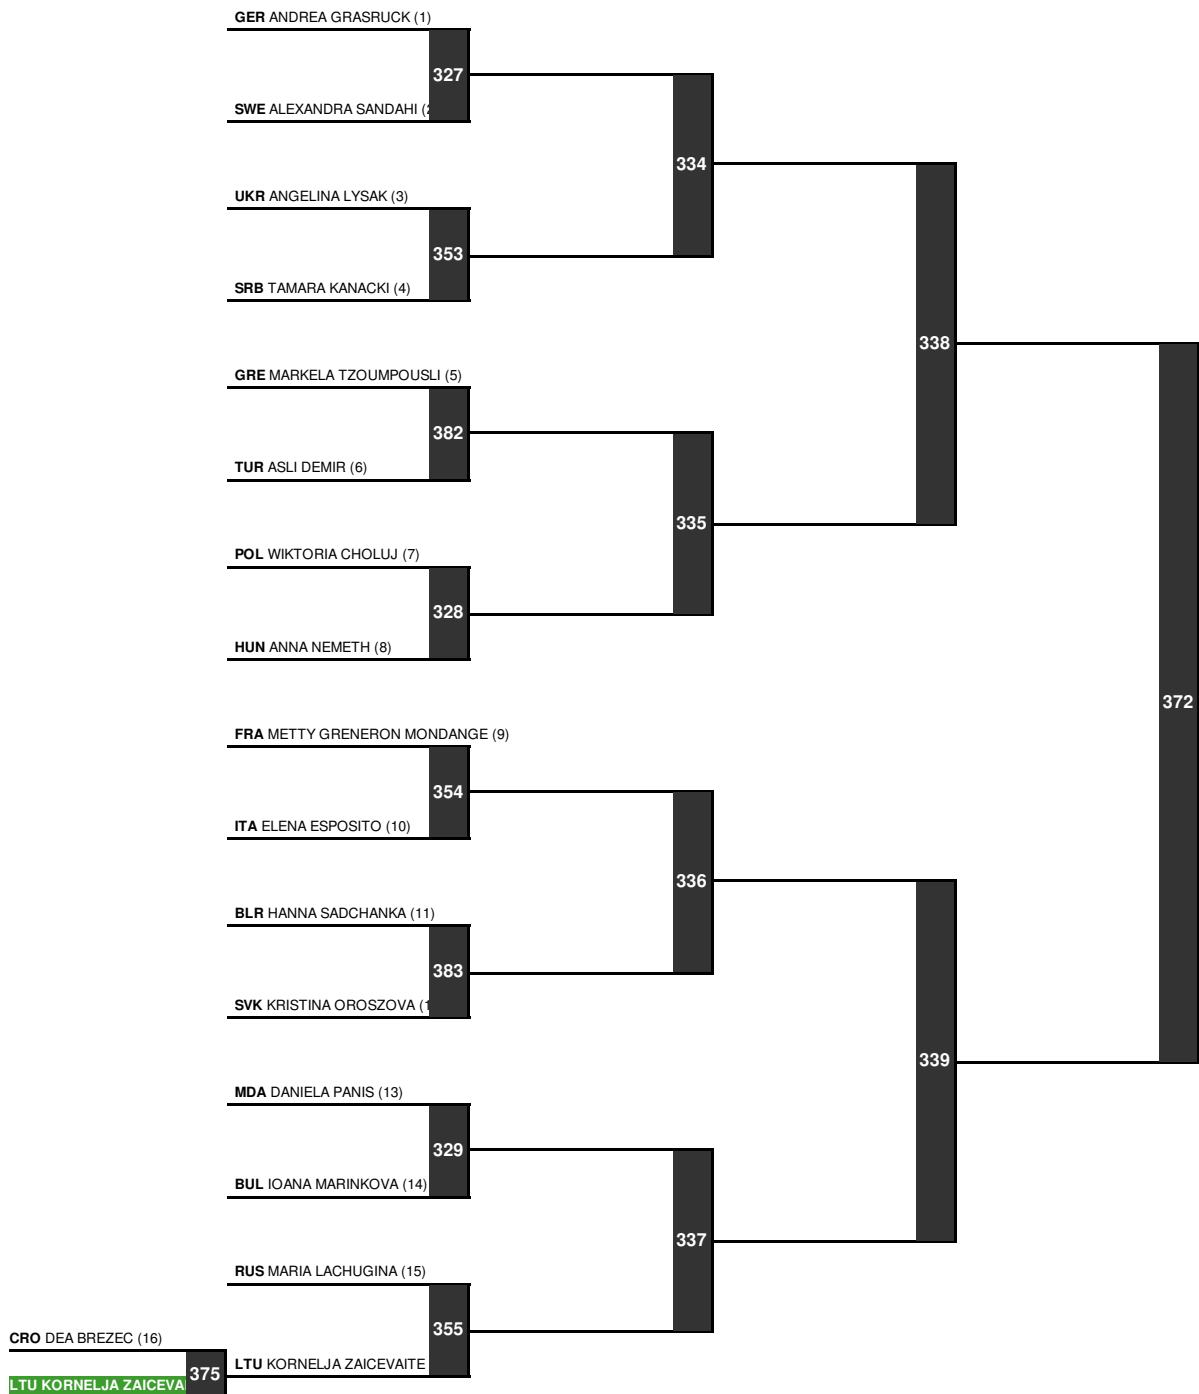 GER ANDREA GRASRUCK (1)
327
SWE ALEXANDRA SANDAHI (2
334
UKR ANGELINA LYSAK (3)
353
SRB TAMARA KANACKI (4)
338
GRE MARKELA TZOUMPOUSLI (5)
382
TUR ASLI DEMIR (6)
335
POL WIKTORIA CHOLUJ (7)
328
HUN ANNA NEMETH (8)
372
FRA METTY GRENERON MONDANGE (9)
354
ITA ELENA ESPOSITO (10)
336
BLR HANNA SADCHANKA (11)
383
SVK KRISTINA OROSZOVA (1
339
MDA DANIELA PANIS (13)
329
BUL IOANA MARINKOVA (14)
337
RUS MARIA LACHUGINA (15)
355
CRO DEA BREZEC (16)
LTU KORNELJA ZAICEVAITE
375
LTU KORNELJA ZAICEVA